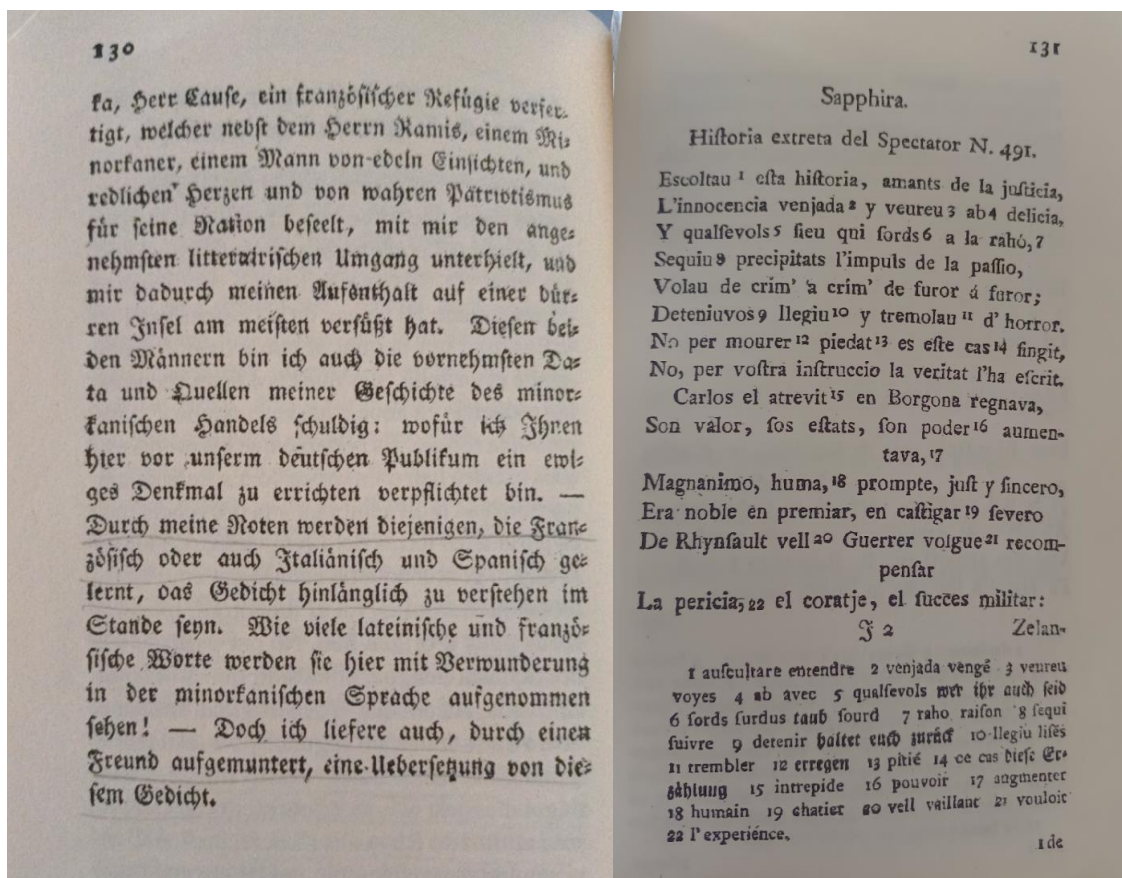 130
ka, Herr Cauſe, ein franzöſiſcher Refügie verfer-
tigt, welcher nebſt dem Herrn Ramis, einem Mi-
norkaner, einem Mann von edeln Einſichten, und
redlichen Herzen und von wahren Patriotismus
für ſeine Nation beſeelt, mit mir den ange-
nehmſten litterairiſchen Umgang unterhielt, und
mir dadurch meinen Aufenthalt auf einer dür-
ren Inſel am meiſten verſüßt hat. Dieſen bei-
den Männern bin ich auch die vornehmſten Da-
ta und Quellen meiner Geſchichte des minor-
kaniſchen Handels ſchuldig: wofür ich Ihnen
hier vor unſerm deutſchen Publikum ein ewi-
ges Denkmal zu errichten verpflichtet bin. —
Durch meine Noten werden diejenigen, die Fran-
zöſiſch oder auch Italiäniſch und Spaniſch ge-
lernt, das Gedicht hinlänglich zu verſtehen im
Stande ſeyn. Wie viele lateiniſche und franzö-
ſiſche Worte werden ſie hier mit Verwunderung
in der minorkaniſchen Sprache aufgenommen
ſehen! — Doch ich liefere auch, durch einen
Freund aufgemuntert, eine Ueberſetzung von die-
ſem Gedicht.
131
Sapphira.
Hiſtoria extreta del Spectator N. 491.
Escoltau 1 eſta hiſtoria, amants de la juſticia,
L'innocencia venjada 2 y veureu 3 ab 4 delicia,
Y qualſevols 5 ſieu qui ſords 6 a la rahó, 7
Sequiu 8 precipitats l'impuls de la paſſio,
Volau de crim' a crim' de furor á furor;
Deteniuvos 9 llegiu 10 y tremolau 11 d' horror.
No per mourer 12 piedat 13 es eſte cas 14 fingit,
No, per voſtra inſtruccio la veritat l'ha eſcrit.
Carlos el atrevit 15 en Borgona regnava,
Son valor, ſos eſtats, ſon poder 16 aumen-
tava, 17
Magnanimo, huma, 18 prompte, juſt y ſincero,
Era noble en premiar, en caſtigar 19 ſevero
De Rhynſault vell 20 Guerrer volgue 21 recom-
penſar
La pericia, 22 el coratje, el ſucces militar:
J 2 Zelan-
1 auſcultare entendre 2 venjada vengé 3 veureu
voyes 4 ab avec 5 qualſevols wer ihr auch ſeid
6 ſords ſurdus taub ſourd 7 raho raiſon 8 ſequi
ſuivre 9 detenir haltet euch zurück 10 llegiu liſés
11 trembler 12 erregen 13 pitié 14 ce cas dieſe Er-
zählung 15 intrepide 16 pouvoir 17 augmenter
18 humain 19 chatier 20 vell vaillant 21 vouloir
22 l' experiénce.
1 de